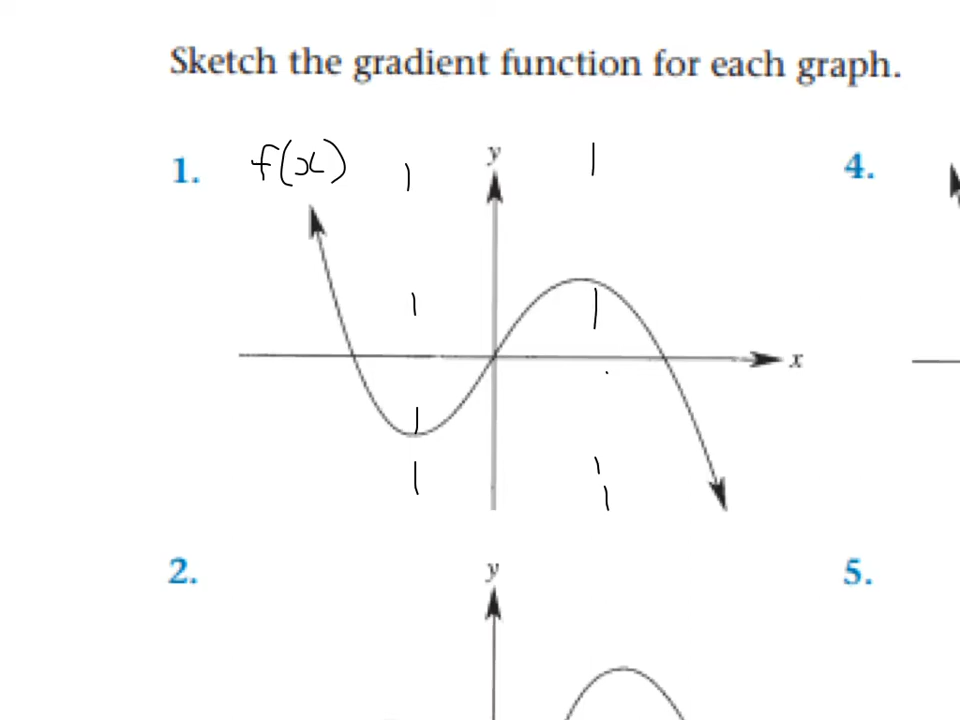 Sketch the gradient function for each graph.
1. f(x) y 4.
x
2. y 5.